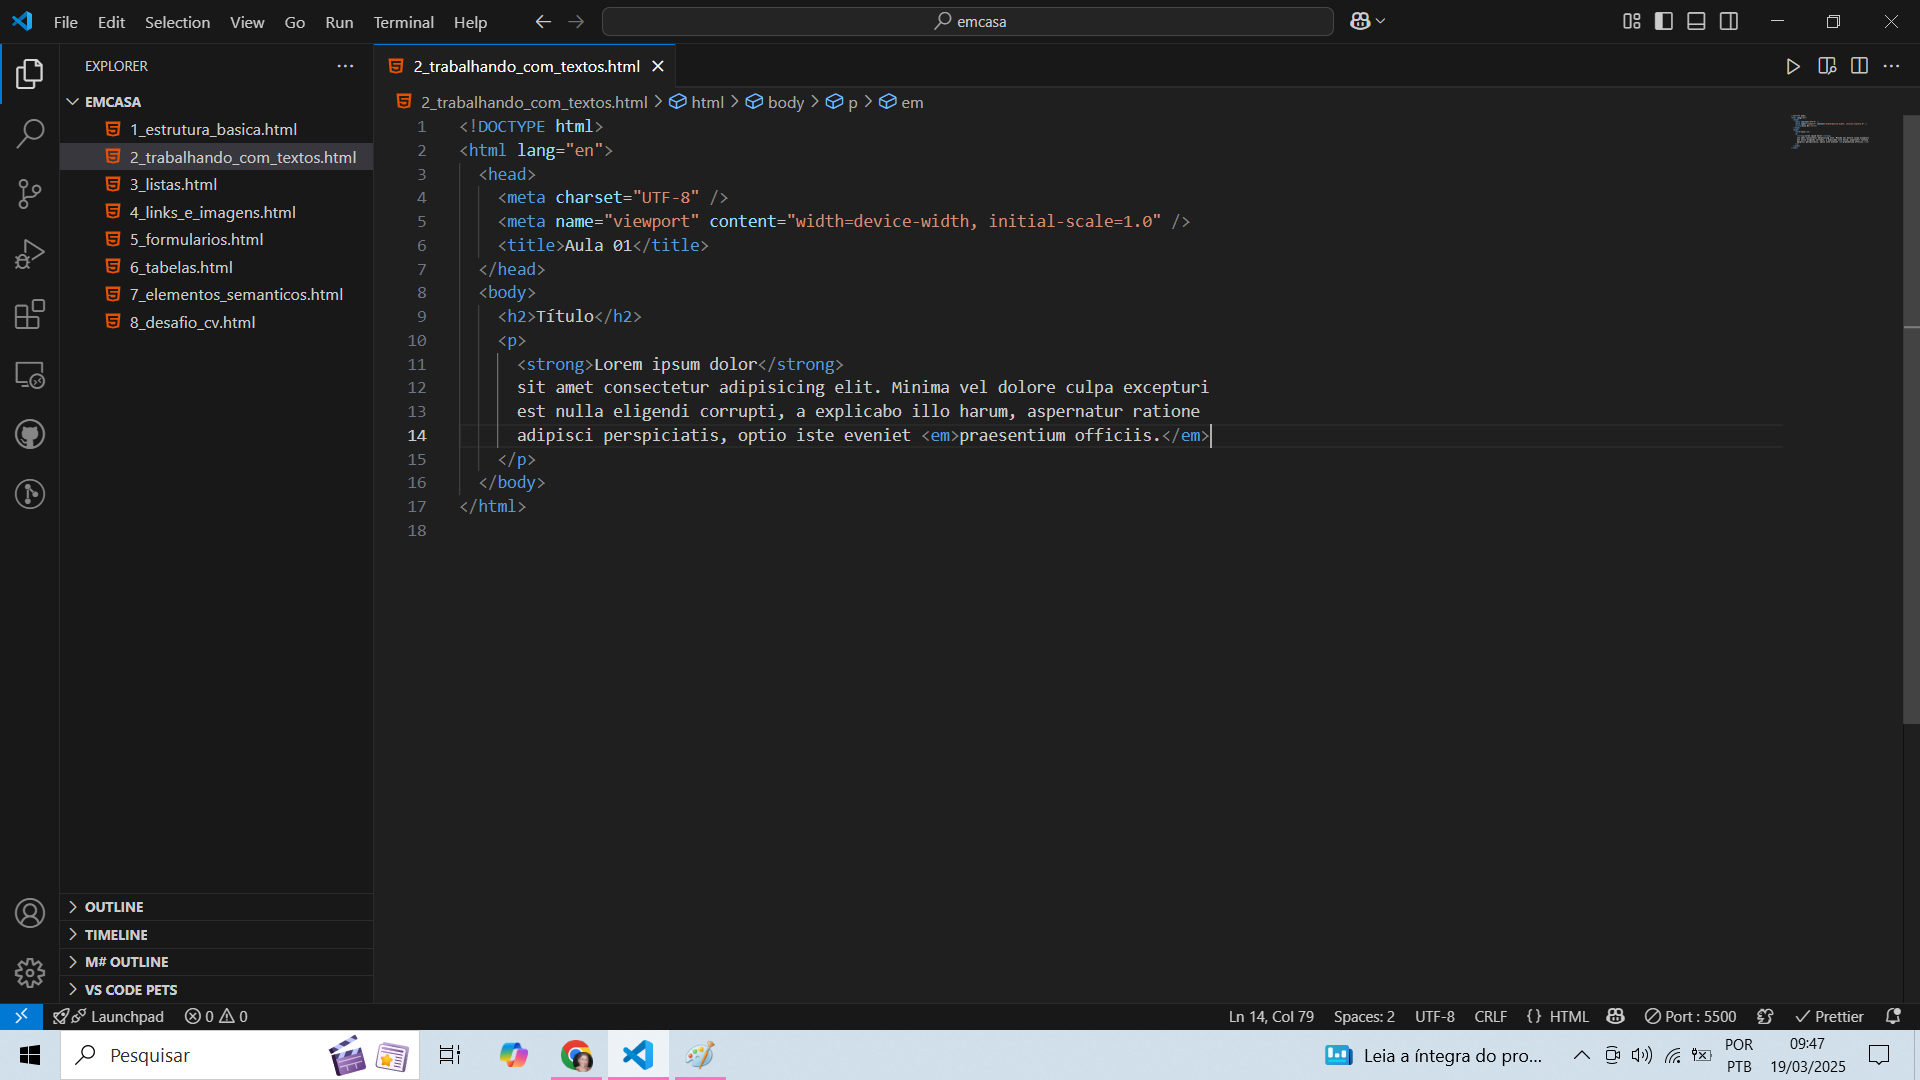 File Edit Selection View Go Run Terminal Help
emcasa
EXPLORER
2_trabalhando_com_textos.html
EMCASA
1_estrutura_basica.html
2_trabalhando_com_textos.html
3_listas.html
4_links_e_imagens.html
5_formularios.html
6_tabelas.html
7_elementos_semanticos.html
8_desafio_cv.html
OUTLINE
TIMELINE
M# OUTLINE
VS CODE PETS
2_trabalhando_com_textos.html > html > body > p > em
1 <!DOCTYPE html>
2 <html lang="en">
3 <head>
4 <meta charset="UTF-8" />
5 <meta name="viewport" content="width=device-width, initial-scale=1.0" />
6 <title>Aula 01</title>
7 </head>
8 <body>
9 <h2>Título</h2>
10 <p>
11 <strong>Lorem ipsum dolor</strong>
12 sit amet consectetur adipisicing elit. Minima vel dolore culpa excepturi
13 est nulla eligendi corrupti, a explicabo illo harum, aspernatur ratione
14 adipisci perspiciatis, optio iste eveniet <em>praesentium officiis.</em>
15 </p>
16 </body>
17 </html>
18
Launchpad 0 0 Ln 14, Col 79 Spaces: 2 UTF-8 CRLF {} HTML Port : 5500 Prettier
Pesquisar
Leia a íntegra do pro...
POR
PTB
09:47
19/03/2025